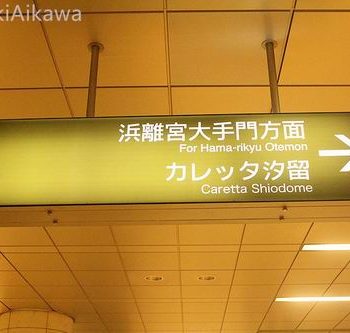 kiAikawa
浜離宮大手門方面
For Hama-rikyu Otemon
カレッタ汐留
Caretta Shiodome